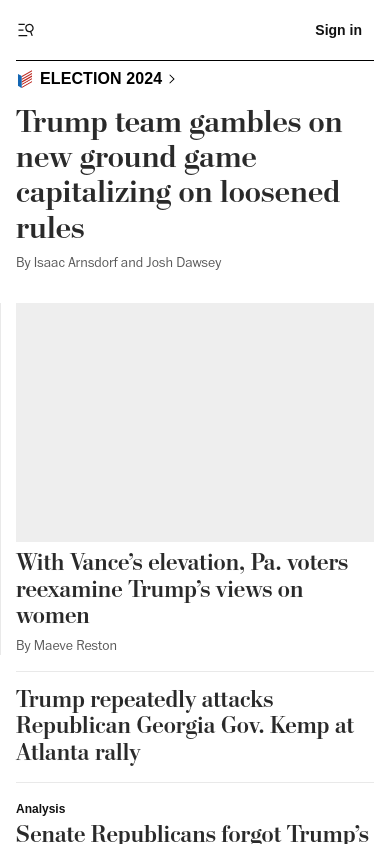 Sign in
ELECTION 2024
Trump team gambles on
new ground game
capitalizing on loosened
rules
By Isaac Arnsdorf and Josh Dawsey
With Vance’s elevation, Pa. voters
reexamine Trump’s views on
women
By Maeve Reston
Trump repeatedly attacks
Republican Georgia Gov. Kemp at
Atlanta rally
Analysis
Senate Republicans forgot Trump’s